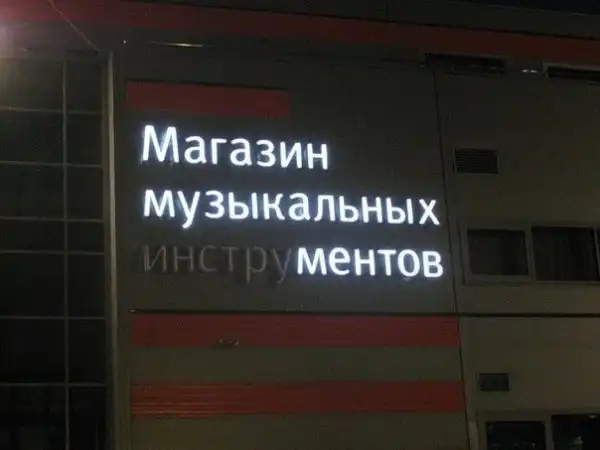 Магазин
музыкальных
инструментов